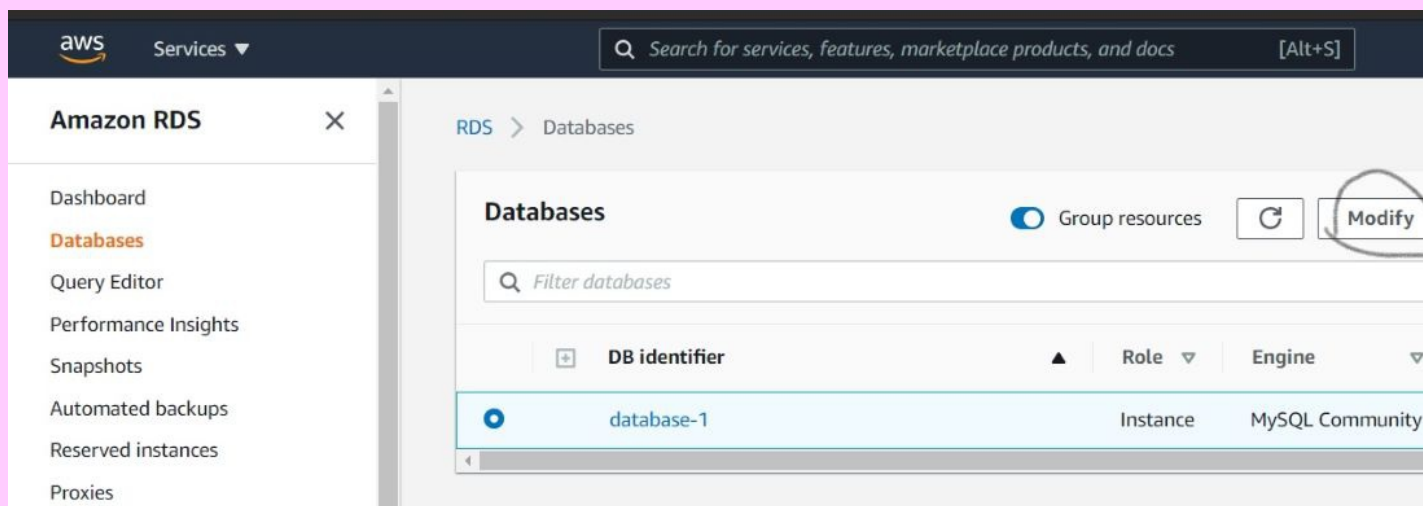 aws Services ▼ Search for services, features, marketplace products, and docs [Alt+S]
Amazon RDS
Dashboard
Databases
Query Editor
Performance Insights
Snapshots
Automated backups
Reserved instances
Proxies
RDS > Databases
Databases Group resources Modify
Filter databases
DB identifier Role Engine
database-1 Instance MySQL Community